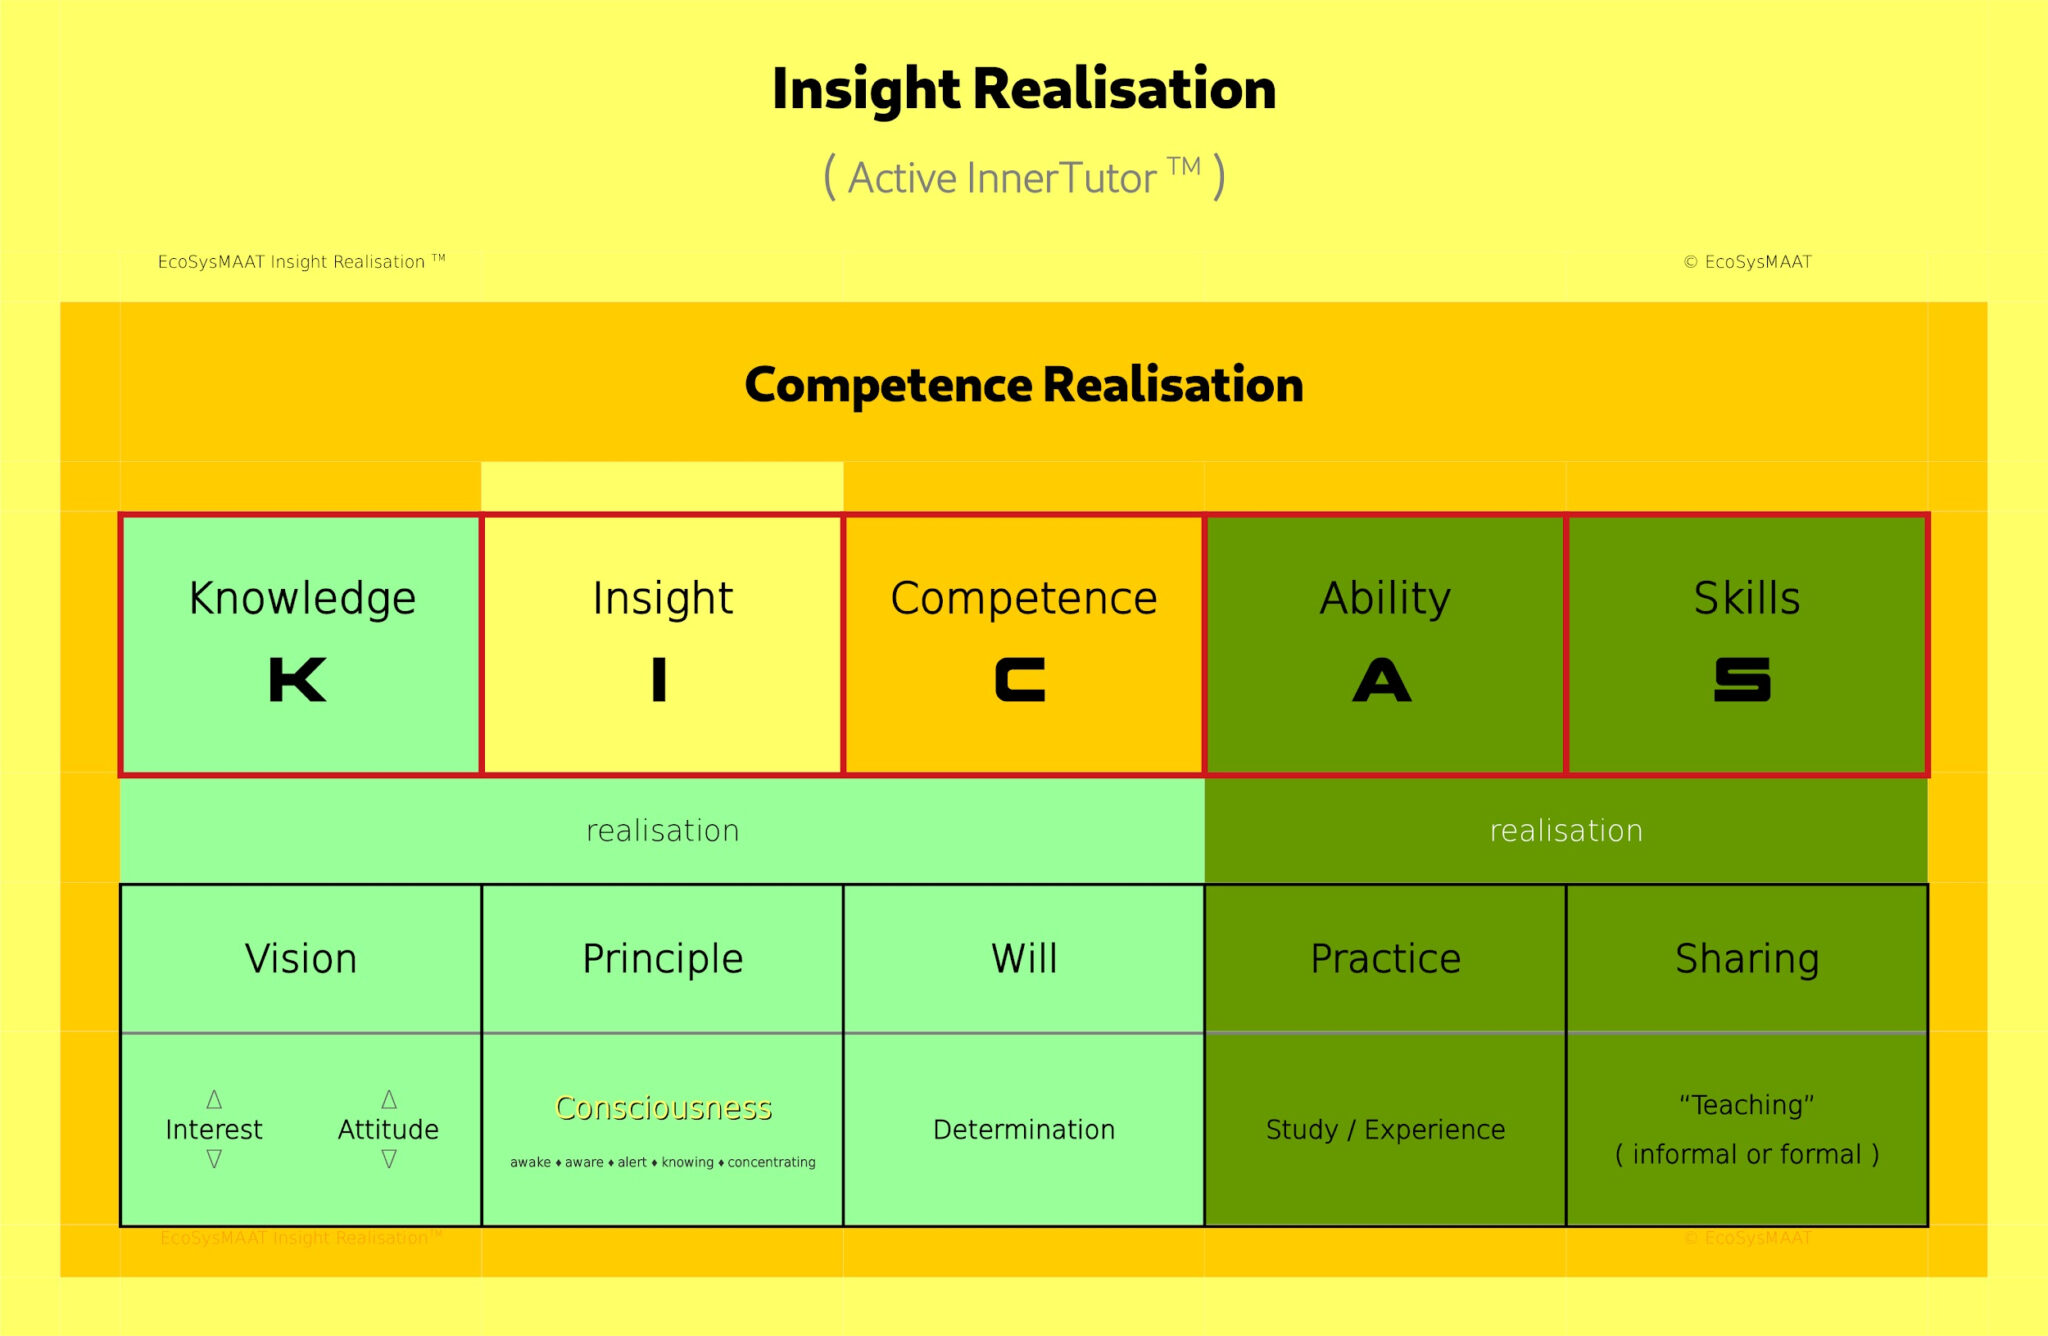 Insight Realisation
( Active InnerTutor ™ )
EcoSysMAAT Insight Realisation ™
© EcoSysMAAT
Competence Realisation
Knowledge
Insight
Competence
Ability
Skills
K
I
C
A
S
realisation
realisation
Vision
Principle
Will
Practice
Sharing
Interest
Attitude
Consciousness
awake ♦ aware ♦ alert ♦ knowing ♦ concentrating
Determination
Study / Experience
“Teaching”
( informal or formal )
EcoSysMAAT Insight Realisation™
© EcoSysMAAT